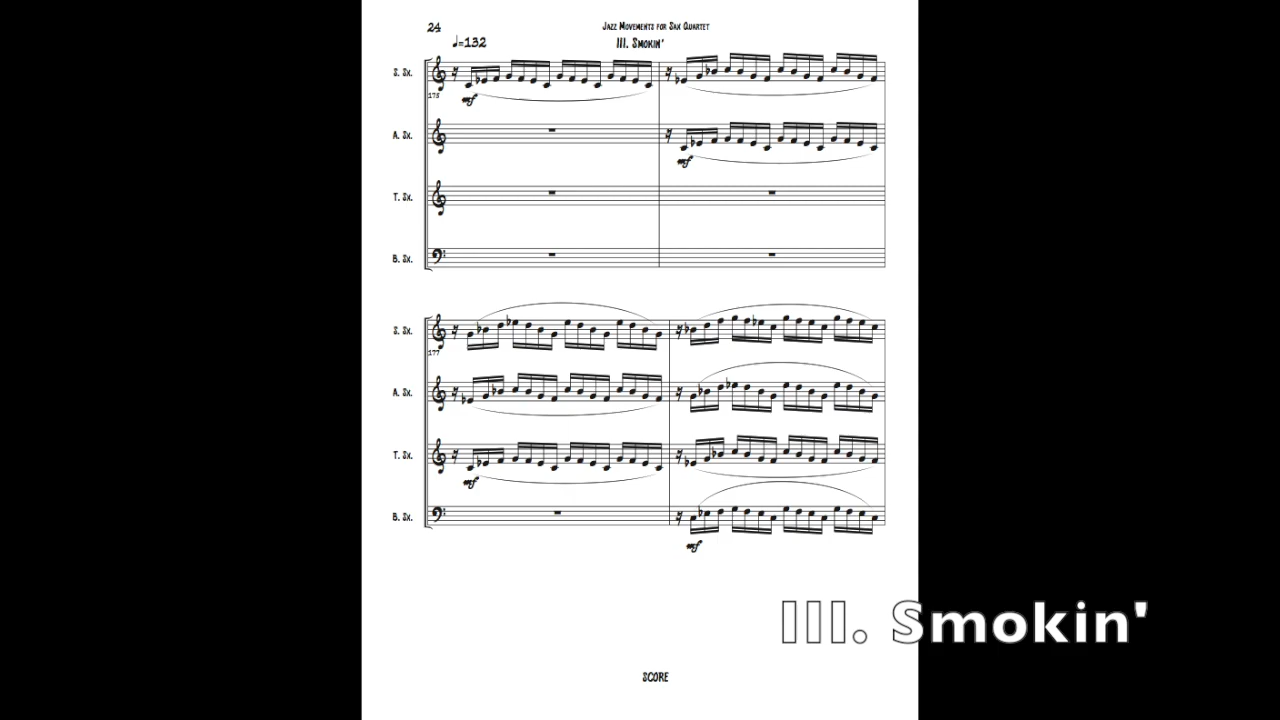 24
Jazz Movements for Sax Quartet
♩=132
III. Smokin'
S. Sx.
175
mf
A. Sx.
mf
T. Sx.
B. Sx.
S. Sx.
177
A. Sx.
T. Sx.
mf
B. Sx.
mf
III. Smokin'
SCORE